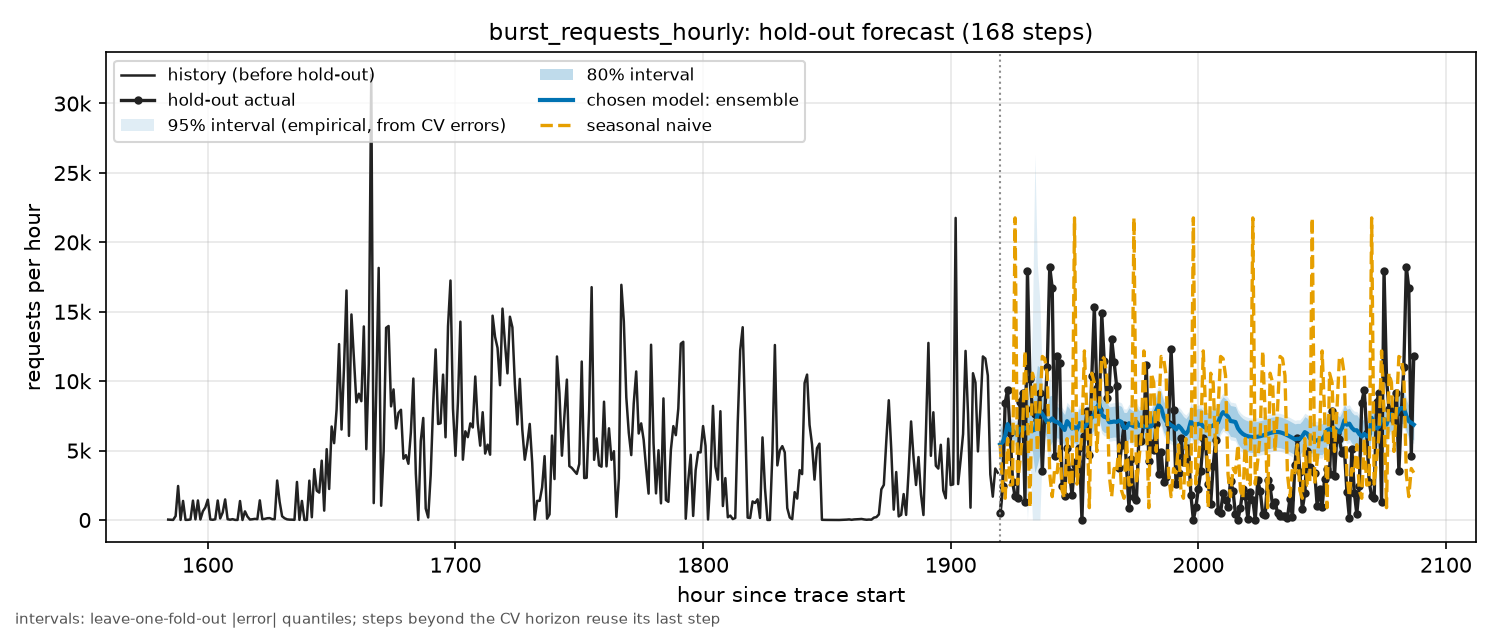 burst_requests_hourly: hold-out forecast (168 steps)
history (before hold-out)
hold-out actual
95% interval (empirical, from CV errors)
80% interval
chosen model: ensemble
seasonal naive
requests per hour
30k
25k
20k
15k
10k
5k
0
1600
1700
1800
1900
2000
2100
hour since trace start
intervals: leave-one-fold-out |error| quantiles; steps beyond the CV horizon reuse its last step